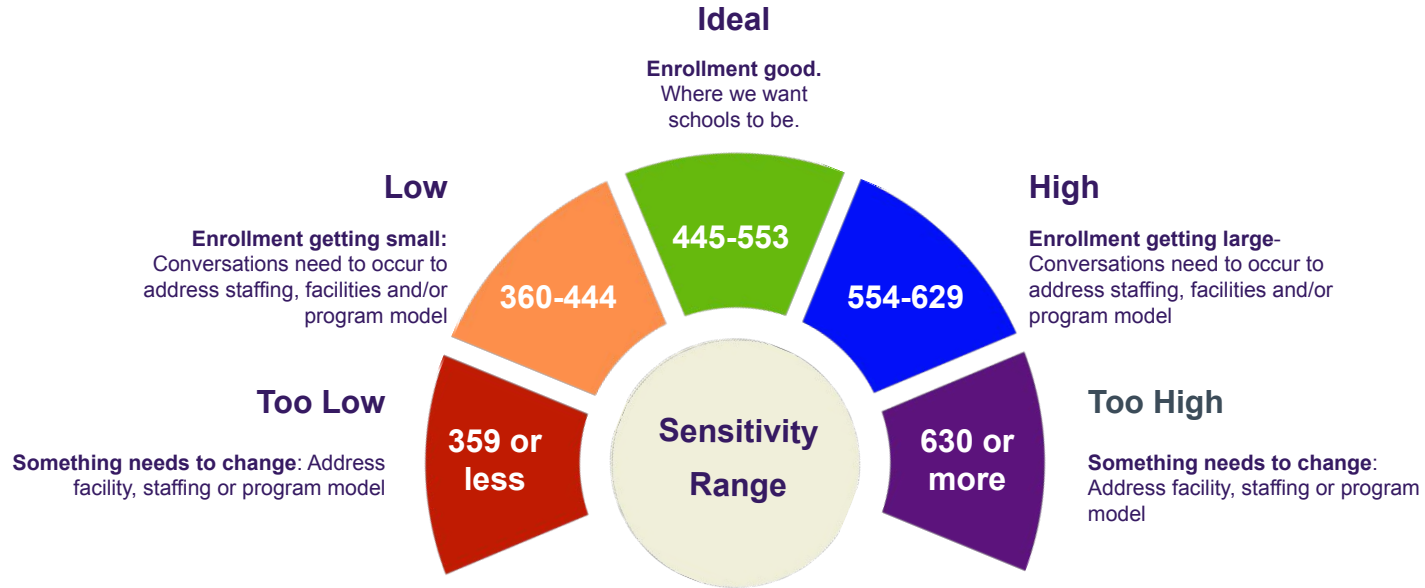 Ideal
Enrollment good.
Where we want
schools to be.
Low
Enrollment getting small:
Conversations need to occur to
address staffing, facilities and/or
program model
High
Enrollment getting large-
Conversations need to occur to
address staffing, facilities and/or
program model
445-553
360-444
554-629
Too Low
Something needs to change: Address
facility, staffing or program model
359 or
less
Sensitivity
Range
630 or
more
Too High
Something needs to change:
Address facility, staffing or program
model